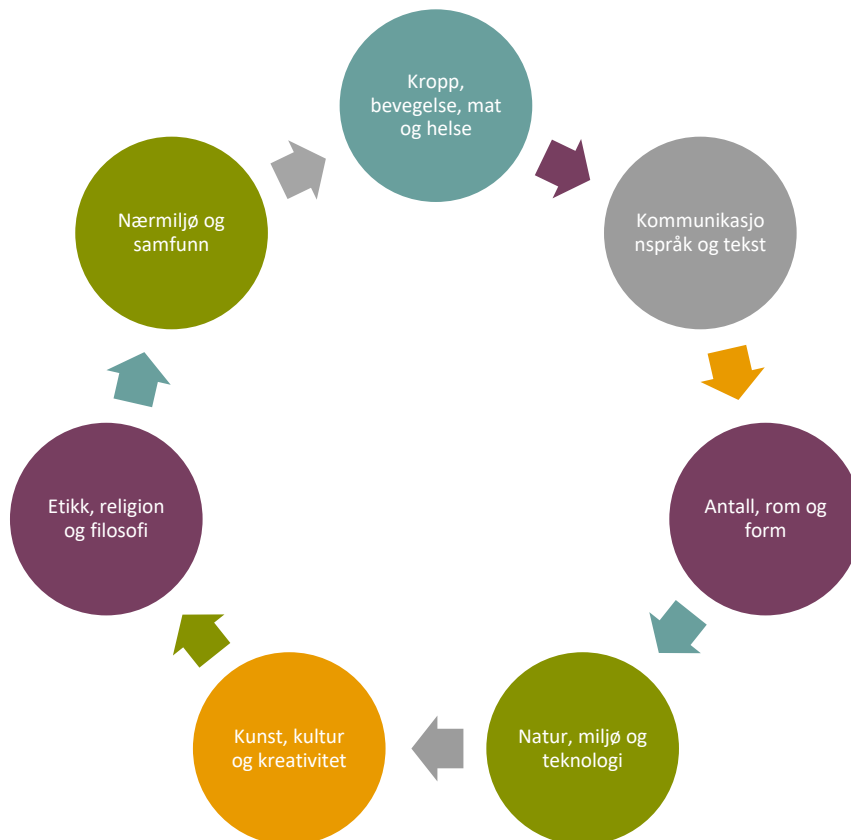 Kropp,
bevegelse, mat
og helse
Kommunikasjo
nspråk og tekst
Antall, rom og
form
Natur, miljø og
teknologi
Kunst, kultur
og kreativitet
Etikk, religion
og filosofi
Nærmiljø og
samfunn